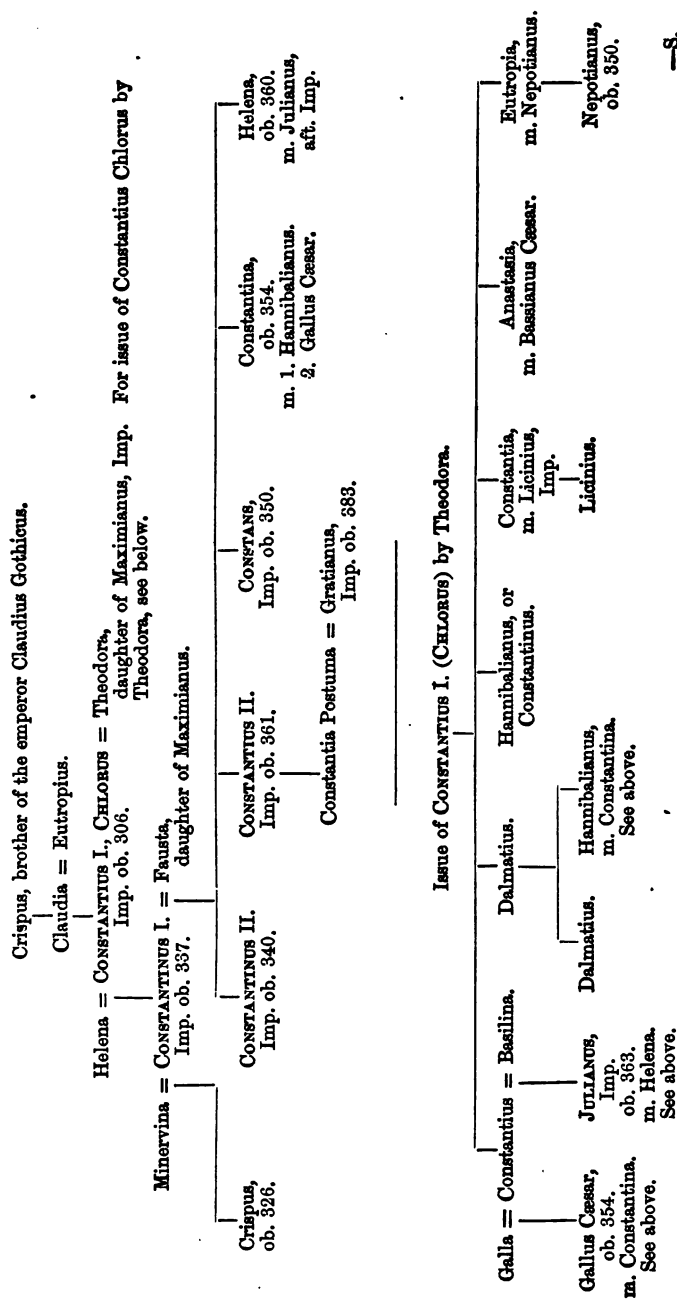 Crispus, brother of the emperor Claudius Gothicus.
Claudia = Eutropius.
Helena = CONSTANTIUS I., CHLORUS = Theodora,
Imp. ob. 306.
daughter of Maximianus, Imp. For issue of Constantius Chlorus by
Theodora, see below.
Minervina = CONSTANTINUS I. = Fausta,
Imp. ob. 337.
daughter of Maximianus.
Crispus,
ob. 326.
CONSTANTINUS II.
Imp. ob. 340.
CONSTANTIUS II.
Imp. ob. 361.
CONSTANS,
Imp. ob. 350.
Constantina,
ob. 354.
m. 1. Hannibalianus.
2. Gallus Cæsar.
Helena,
ob. 360.
m. Julianus,
aft. Imp.
Constantia Postuma = Gratianus,
Imp. ob. 383.
Issue of CONSTANTIUS I. (CHLORUS) by Theodora.
Galla = Constantius = Basilina.
Dalmatius.
Hannibalianus, or
Constantinus.
Constantia,
m. Licinius,
Imp.
Anastasia,
m. Bassianus Cæsar.
Eutropia,
m. Nepotianus.
Gallus Cæsar,
ob. 354.
m. Constantina.
See above.
JULIANUS,
Imp.
ob. 363.
m. Helena.
See above.
Dalmatius.
Hannibalianus,
m. Constantina.
See above.
Licinius.
Nepotianus,
ob. 350.
—S.